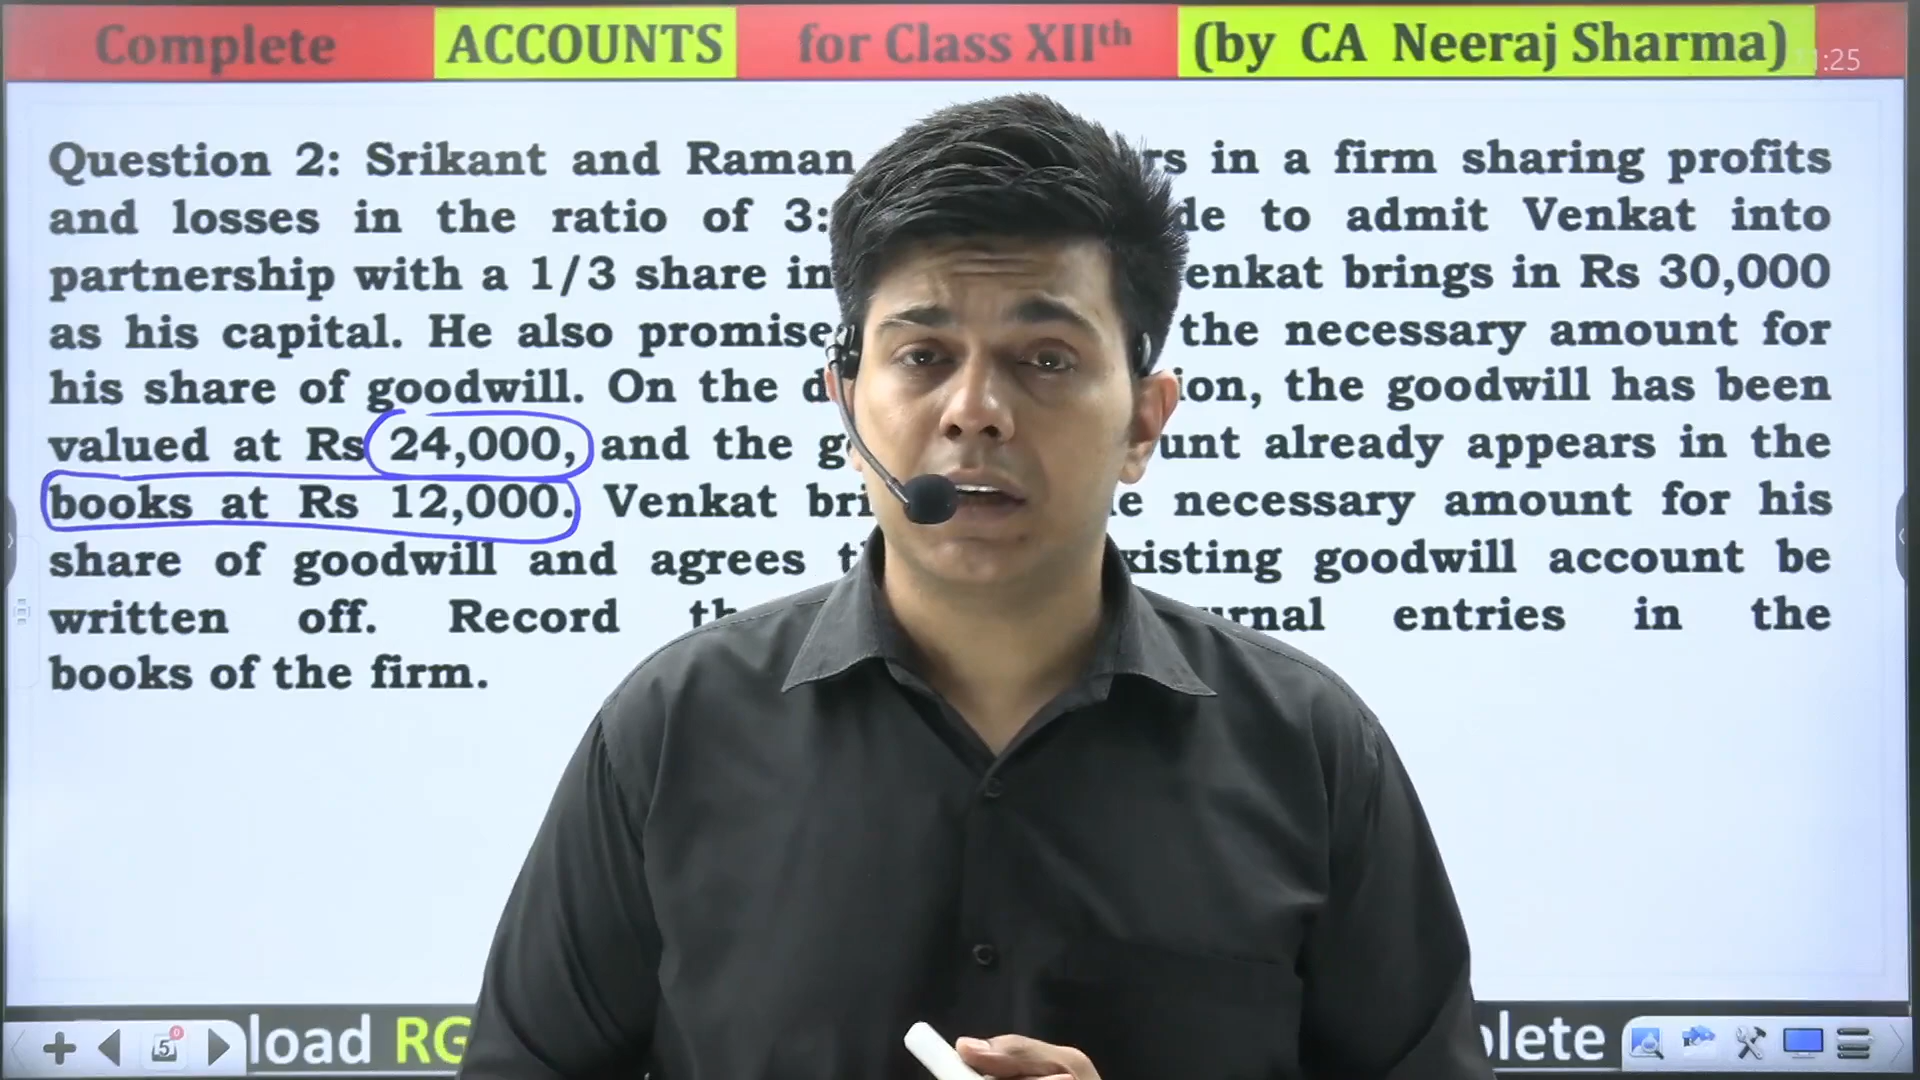 Complete ACCOUNTS for Class XIIth (by CA Neeraj Sharma)
:25
Question 2: Srikant and Raman rs in a firm sharing profits
and losses in the ratio of 3: de to admit Venkat into
partnership with a 1/3 share in enkat brings in Rs 30,000
as his capital. He also promise the necessary amount for
his share of goodwill. On the d ion, the goodwill has been
valued at Rs 24,000, and the g unt already appears in the
books at Rs 12,000. Venkat bri e necessary amount for his
share of goodwill and agrees t xisting goodwill account be
written off. Record th urnal entries in the
books of the firm.
load RG plete
5
0